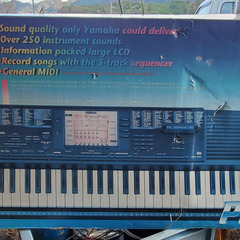 Sound quality only Yamaha could deliver
Over 250 instrument sounds
Information packed large LCD
Record songs with the 5-track sequencer
General MIDI
P